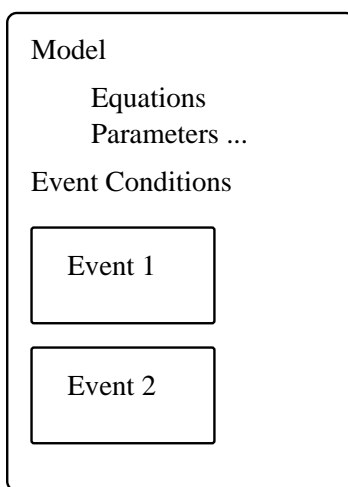 Model
Equations
Parameters ...
Event Conditions
Event 1
Event 2